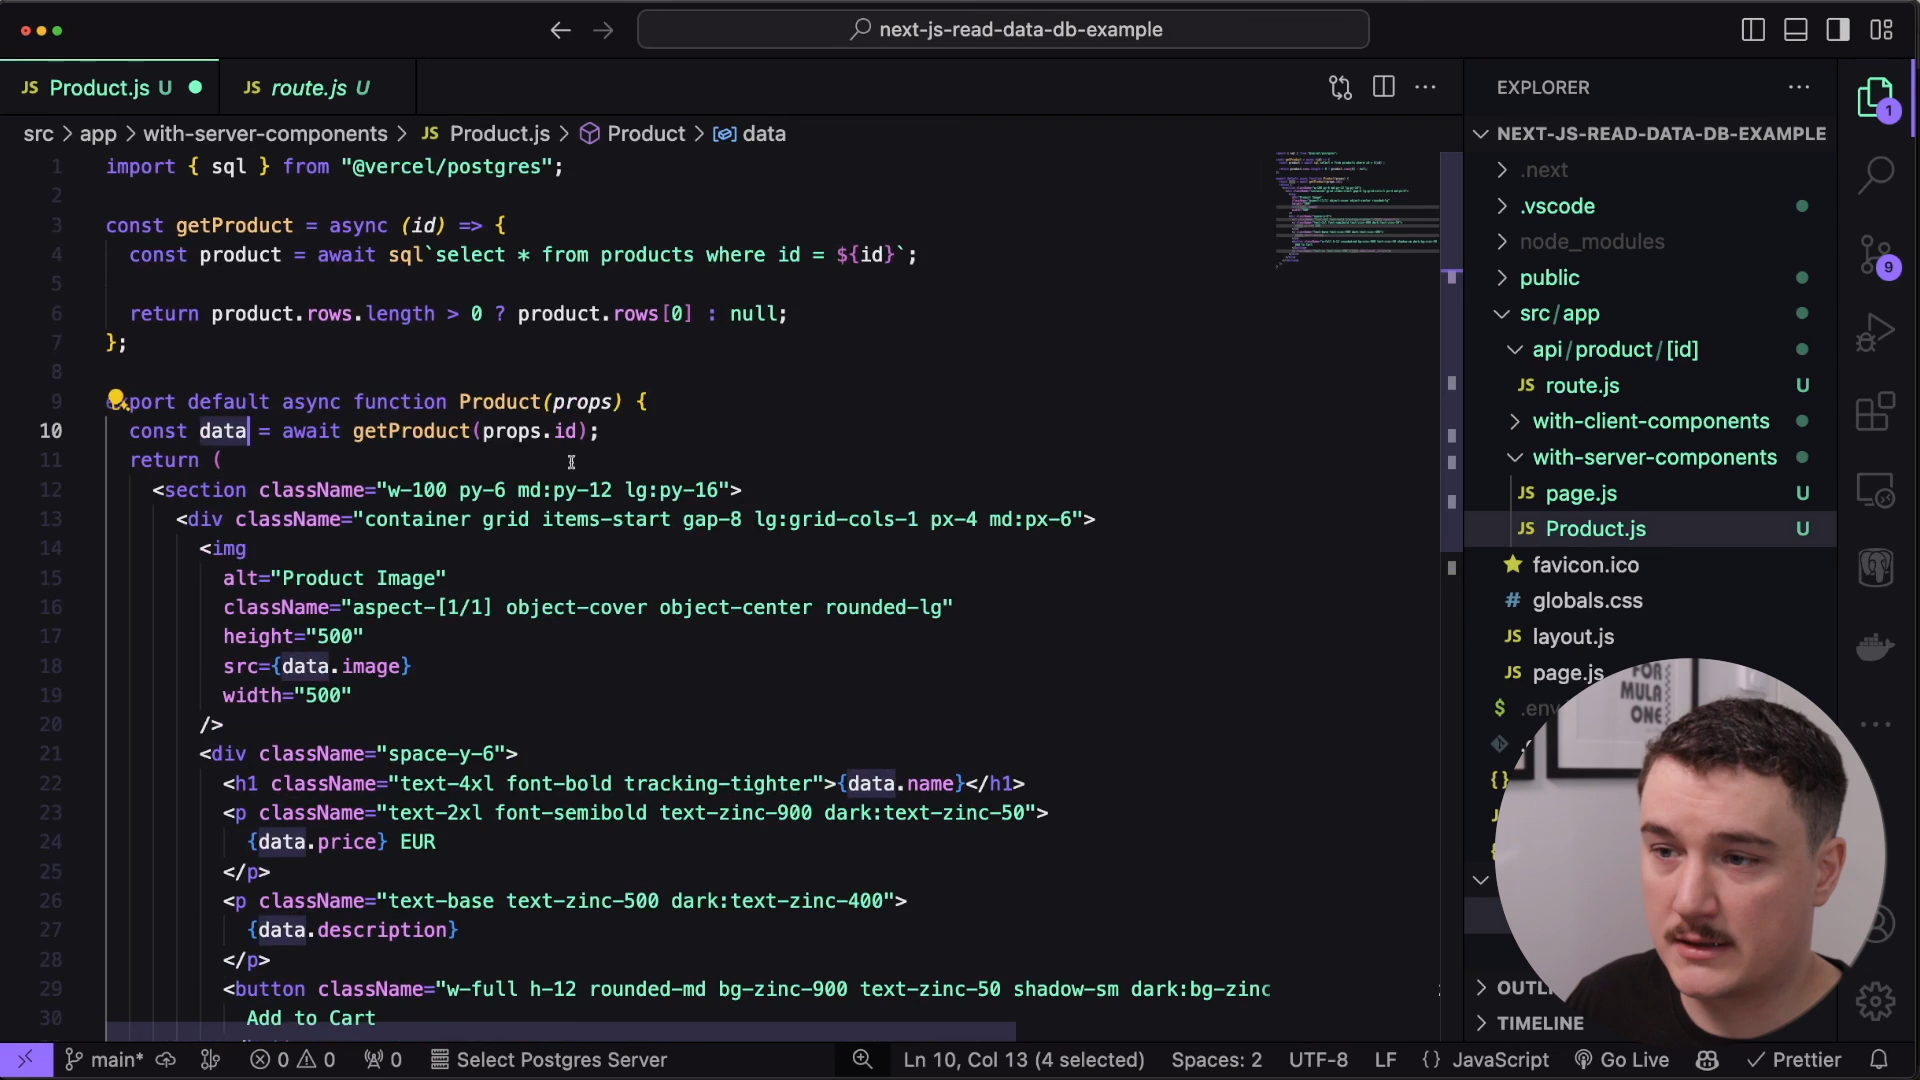 next-js-read-data-db-example
JS Product.js U
JS route.js U
src > app > with-server-components > JS Product.js > Product > data
1 import { sql } from "@vercel/postgres";
2
3 const getProduct = async (id) => {
4 const product = await sql`select * from products where id = ${id}`;
5
6 return product.rows.length > 0 ? product.rows[0] : null;
7 };
8
9 export default async function Product(props) {
10 const data = await getProduct(props.id);
11 return (
12 <section className="w-100 py-6 md:py-12 lg:py-16">
13 <div className="container grid items-start gap-8 lg:grid-cols-1 px-4 md:px-6">
14 <img
15 alt="Product Image"
16 className="aspect-[1/1] object-cover object-center rounded-lg"
17 height="500"
18 src={data.image}
19 width="500"
20 />
21 <div className="space-y-6">
22 <h1 className="text-4xl font-bold tracking-tighter">{data.name}</h1>
23 <p className="text-2xl font-semibold text-zinc-900 dark:text-zinc-50">
24 {data.price} EUR
25 </p>
26 <p className="text-base text-zinc-500 dark:text-zinc-400">
27 {data.description}
28 </p>
29 <button className="w-full h-12 rounded-md bg-zinc-900 text-zinc-50 shadow-sm dark:bg-zinc
30 Add to Cart
EXPLORER
NEXT-JS-READ-DATA-DB-EXAMPLE
.next
.vscode
node_modules
public
src/app
api/product/[id]
JS route.js U
with-client-components
with-server-components
JS page.js U
JS Product.js U
favicon.ico
# globals.css
JS layout.js
JS page.js
$ .env
OUTL
TIMELINE
1
9
FOR
MULA
ONE
main* 0 0 0 Select Postgres Server
Ln 10, Col 13 (4 selected) Spaces: 2 UTF-8 LF {} JavaScript Go Live Prettier